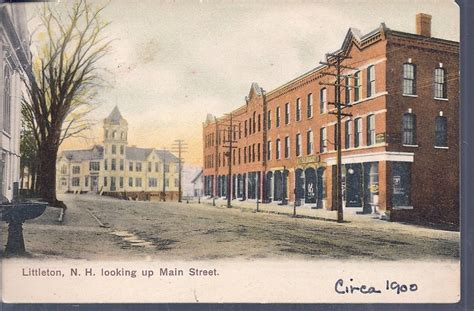 Littleton, N. H. looking up Main Street.
Circa 1900